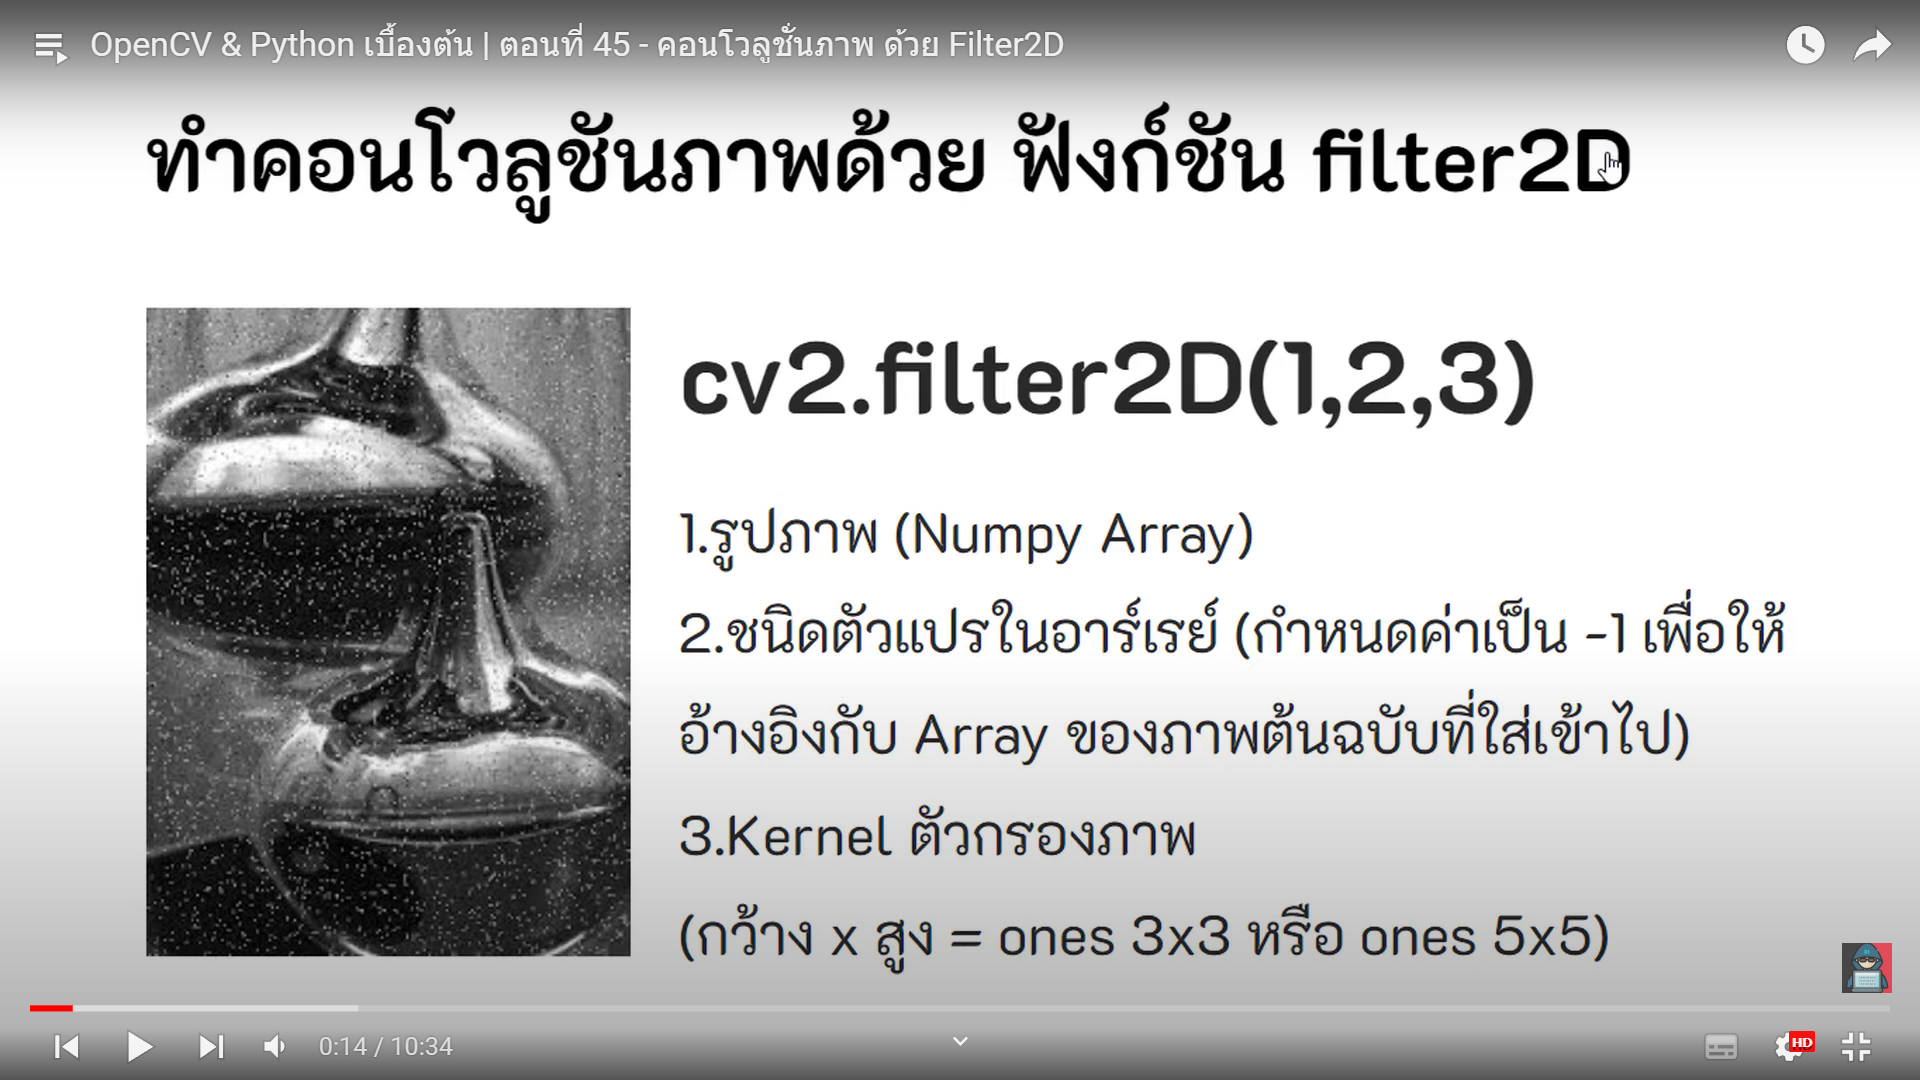 OpenCV & Python เบื้องต้น | ตอนที่ 45 - คอนโวลูชั่นภาพ ด้วย Filter2D
ทำคอนโวลูชันภาพด้วย ฟังก์ชัน filter2D
cv2.filter2D(1,2,3)
1.รูปภาพ (Numpy Array)
2.ชนิดตัวแปรในอาร์เรย์ (กำหนดค่าเป็น -1 เพื่อให้
อ้างอิงกับ Array ของภาพต้นฉบับที่ใส่เข้าไป)
3.Kernel ตัวกรองภาพ
(กว้าง x สูง = ones 3x3 หรือ ones 5x5)
0:14 / 10:34
HD